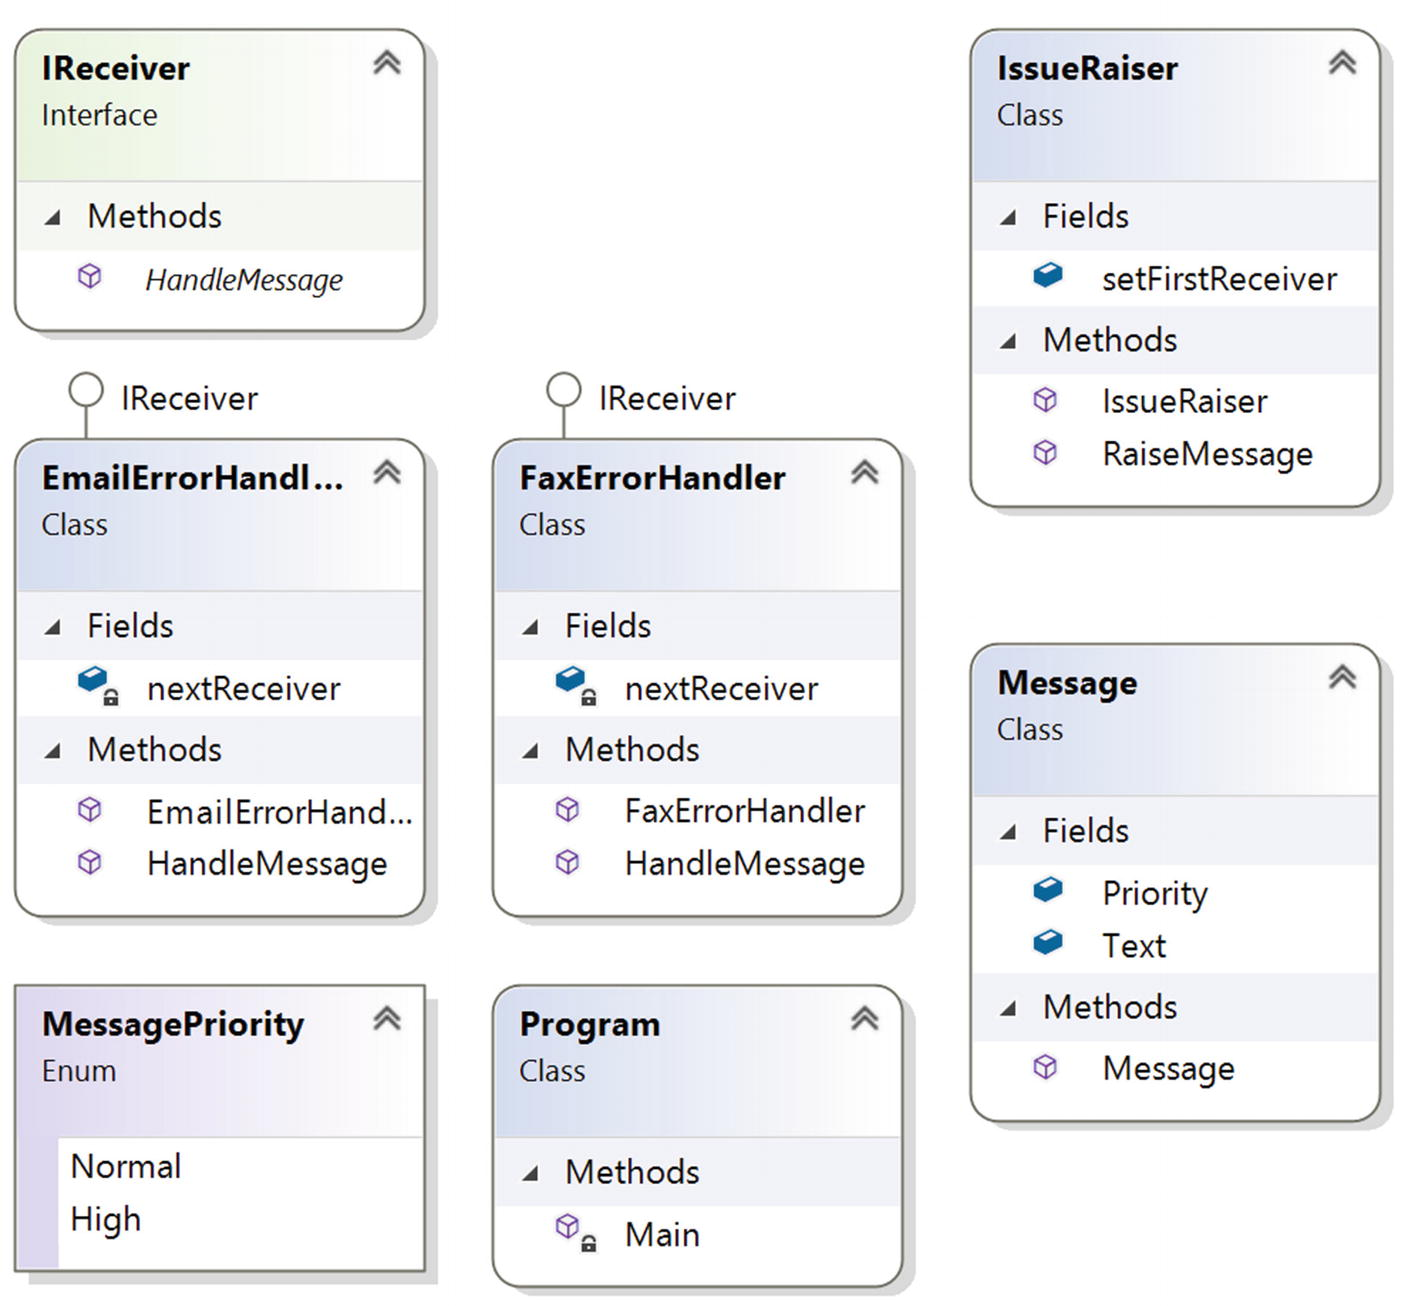 IReceiver
Interface
Methods
HandleMessage
IssueRaiser
Class
Fields
setFirstReceiver
Methods
IssueRaiser
RaiseMessage
IReceiver
EmailErrorHandl...
Class
Fields
nextReceiver
Methods
EmailErrorHand...
HandleMessage
IReceiver
FaxErrorHandler
Class
Fields
nextReceiver
Methods
FaxErrorHandler
HandleMessage
Message
Class
Fields
Priority
Text
Methods
Message
MessagePriority
Enum
Normal
High
Program
Class
Methods
Main